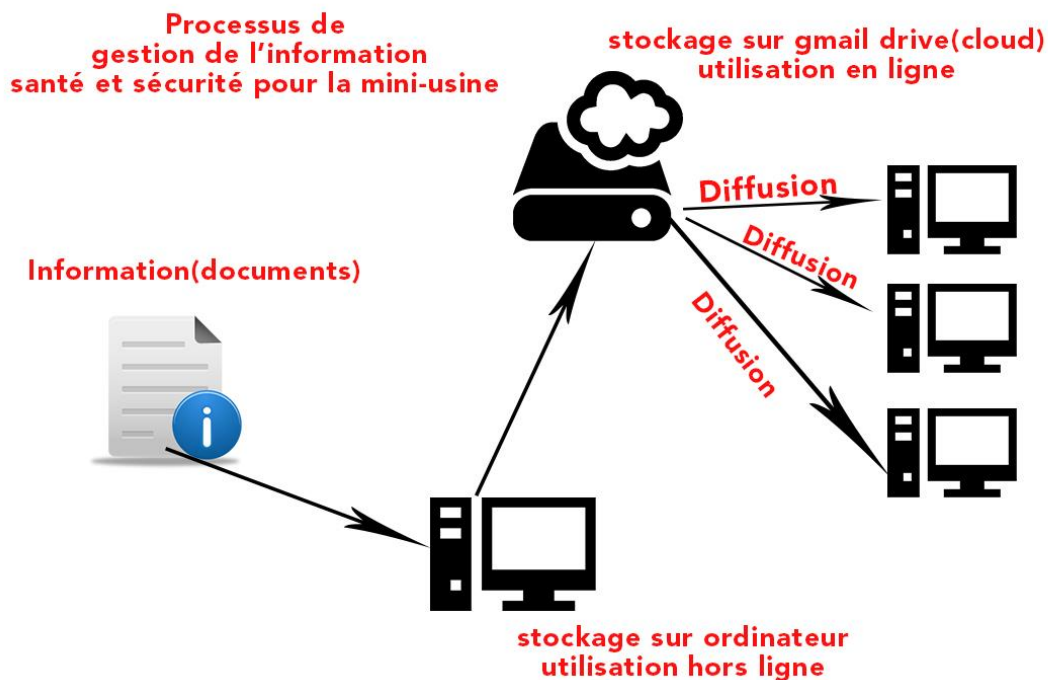 Processus de
gestion de l'information
santé et sécurité pour la mini-usine
stockage sur gmail drive(cloud)
utilisation en ligne
Diffusion
Diffusion
Diffusion
Information(documents)
i
stockage sur ordinateur
utilisation hors ligne